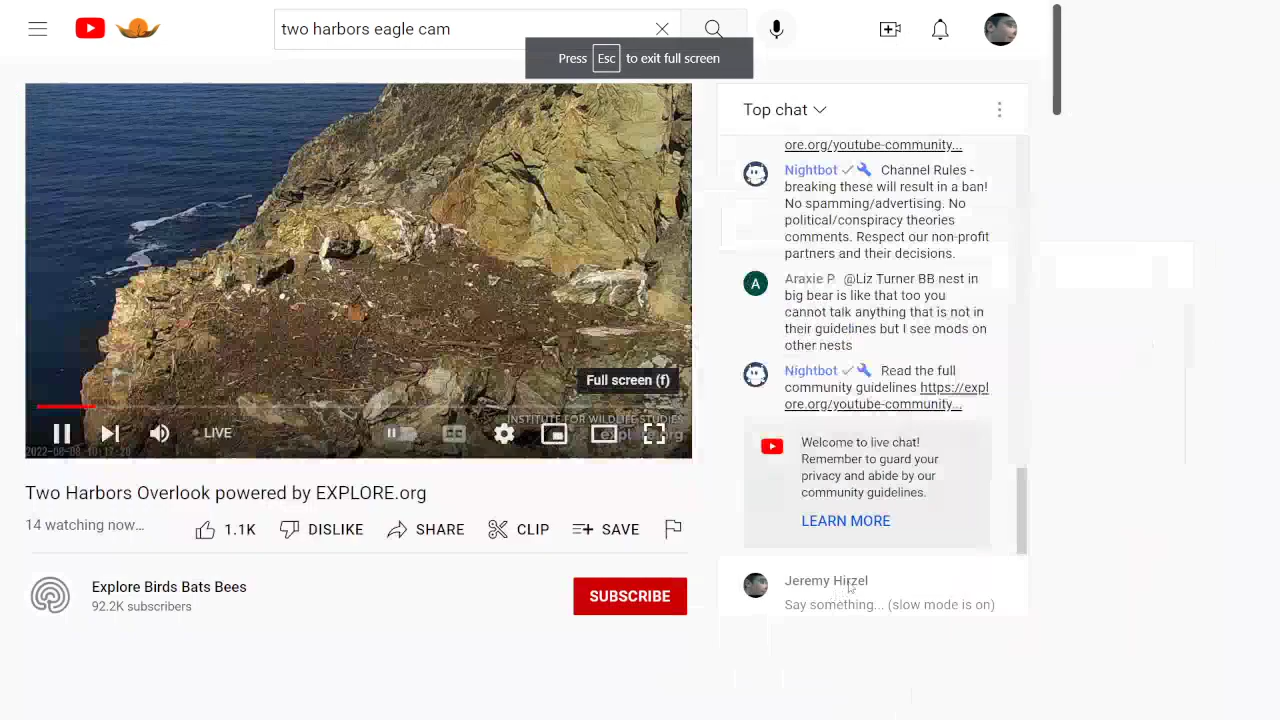 two harbors eagle cam
Press Esc to exit full screen
Top chat
ore.org/youtube-community...
Nightbot Channel Rules -
breaking these will result in a ban!
No spamming/advertising. No
political/conspiracy theories
comments. Respect our non-profit
partners and their decisions.
A
Araxie P @Liz Turner BB nest in
big bear is like that too you
cannot talk anything that is not in
their guidelines but I see mods on
other nests
Nightbot Read the full
community guidelines https://expl
ore.org/youtube-community...
Welcome to live chat!
Remember to guard your
privacy and abide by our
community guidelines.
LEARN MORE
Jeremy Hirzel
Say something... (slow mode is on)
Full screen (f)
INSTITUTE FOR WILDLIFE STUDIES
LIVE
Two Harbors Overlook powered by EXPLORE.org
14 watching now...
1.1K
DISLIKE
SHARE
CLIP
SAVE
Explore Birds Bats Bees
92.2K subscribers
SUBSCRIBE